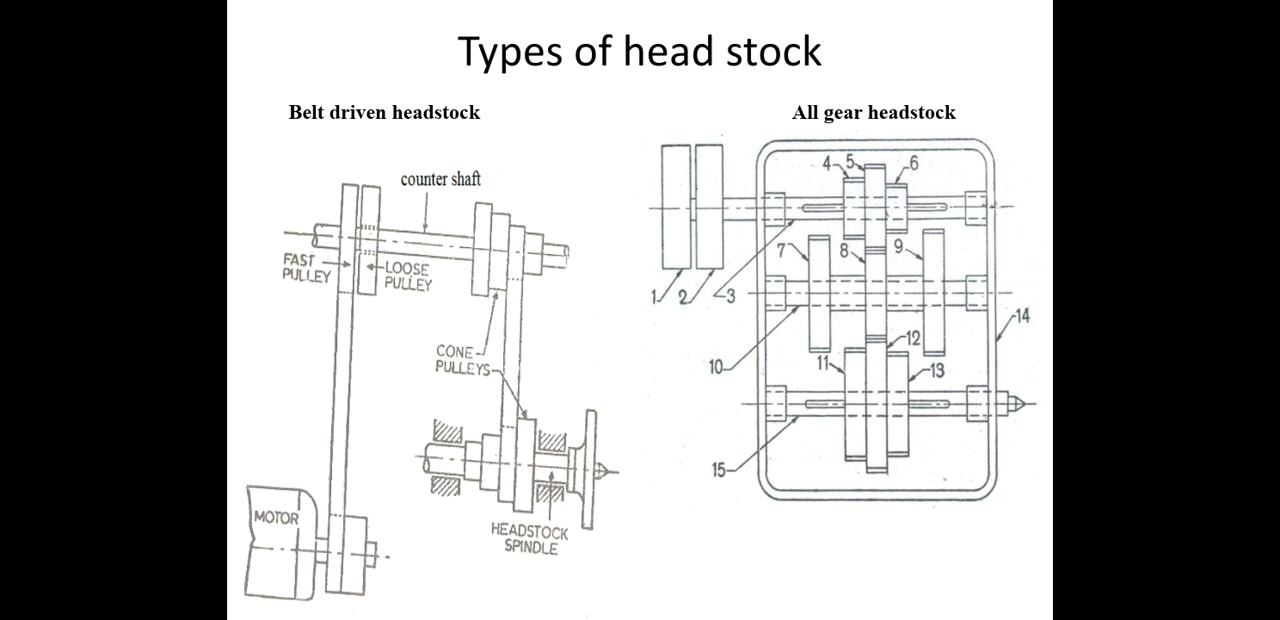 Types of head stock
Belt driven headstock
counter shaft
FAST
PULLEY
LOOSE
PULLEY
CONE
PULLEYS
MOTOR
HEADSTOCK
SPINDLE
All gear headstock
4
5
6
7
8
9
1
2
3
14
12
10
11
13
15